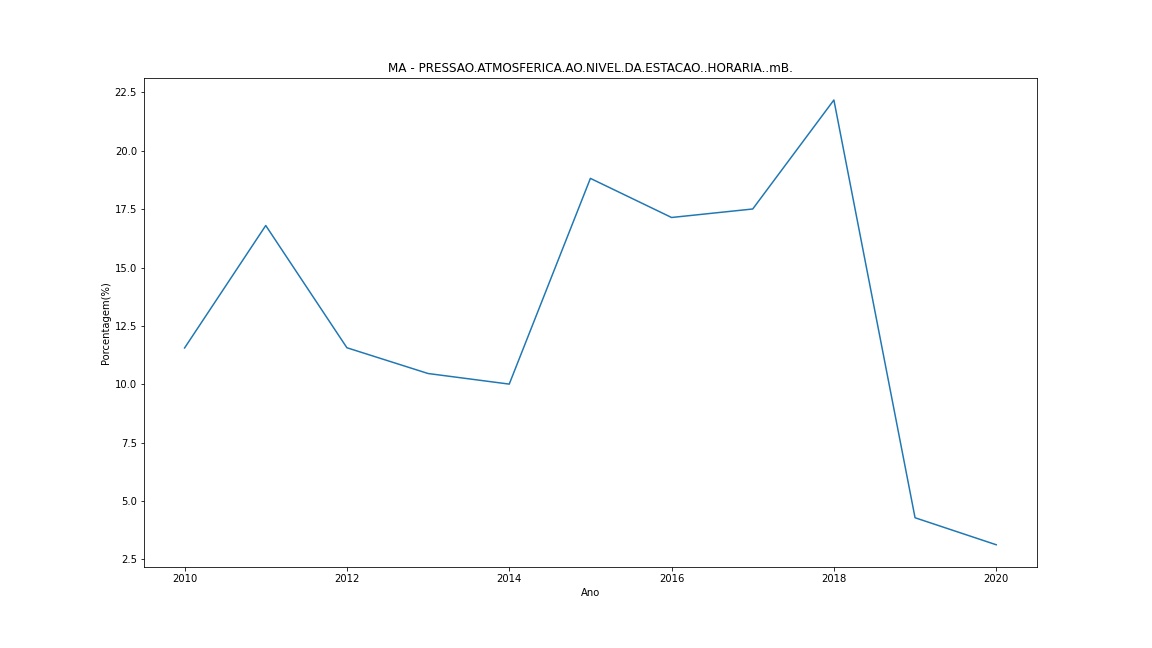 MA - PRESSAO.ATMOSFERICA.AO.NIVEL.DA.ESTACAO..HORARIA..mB.
22.5
20.0
17.5
15.0
12.5
10.0
7.5
5.0
2.5
Porcentagem(%)
2010 2012 2014 2016 2018 2020
Ano